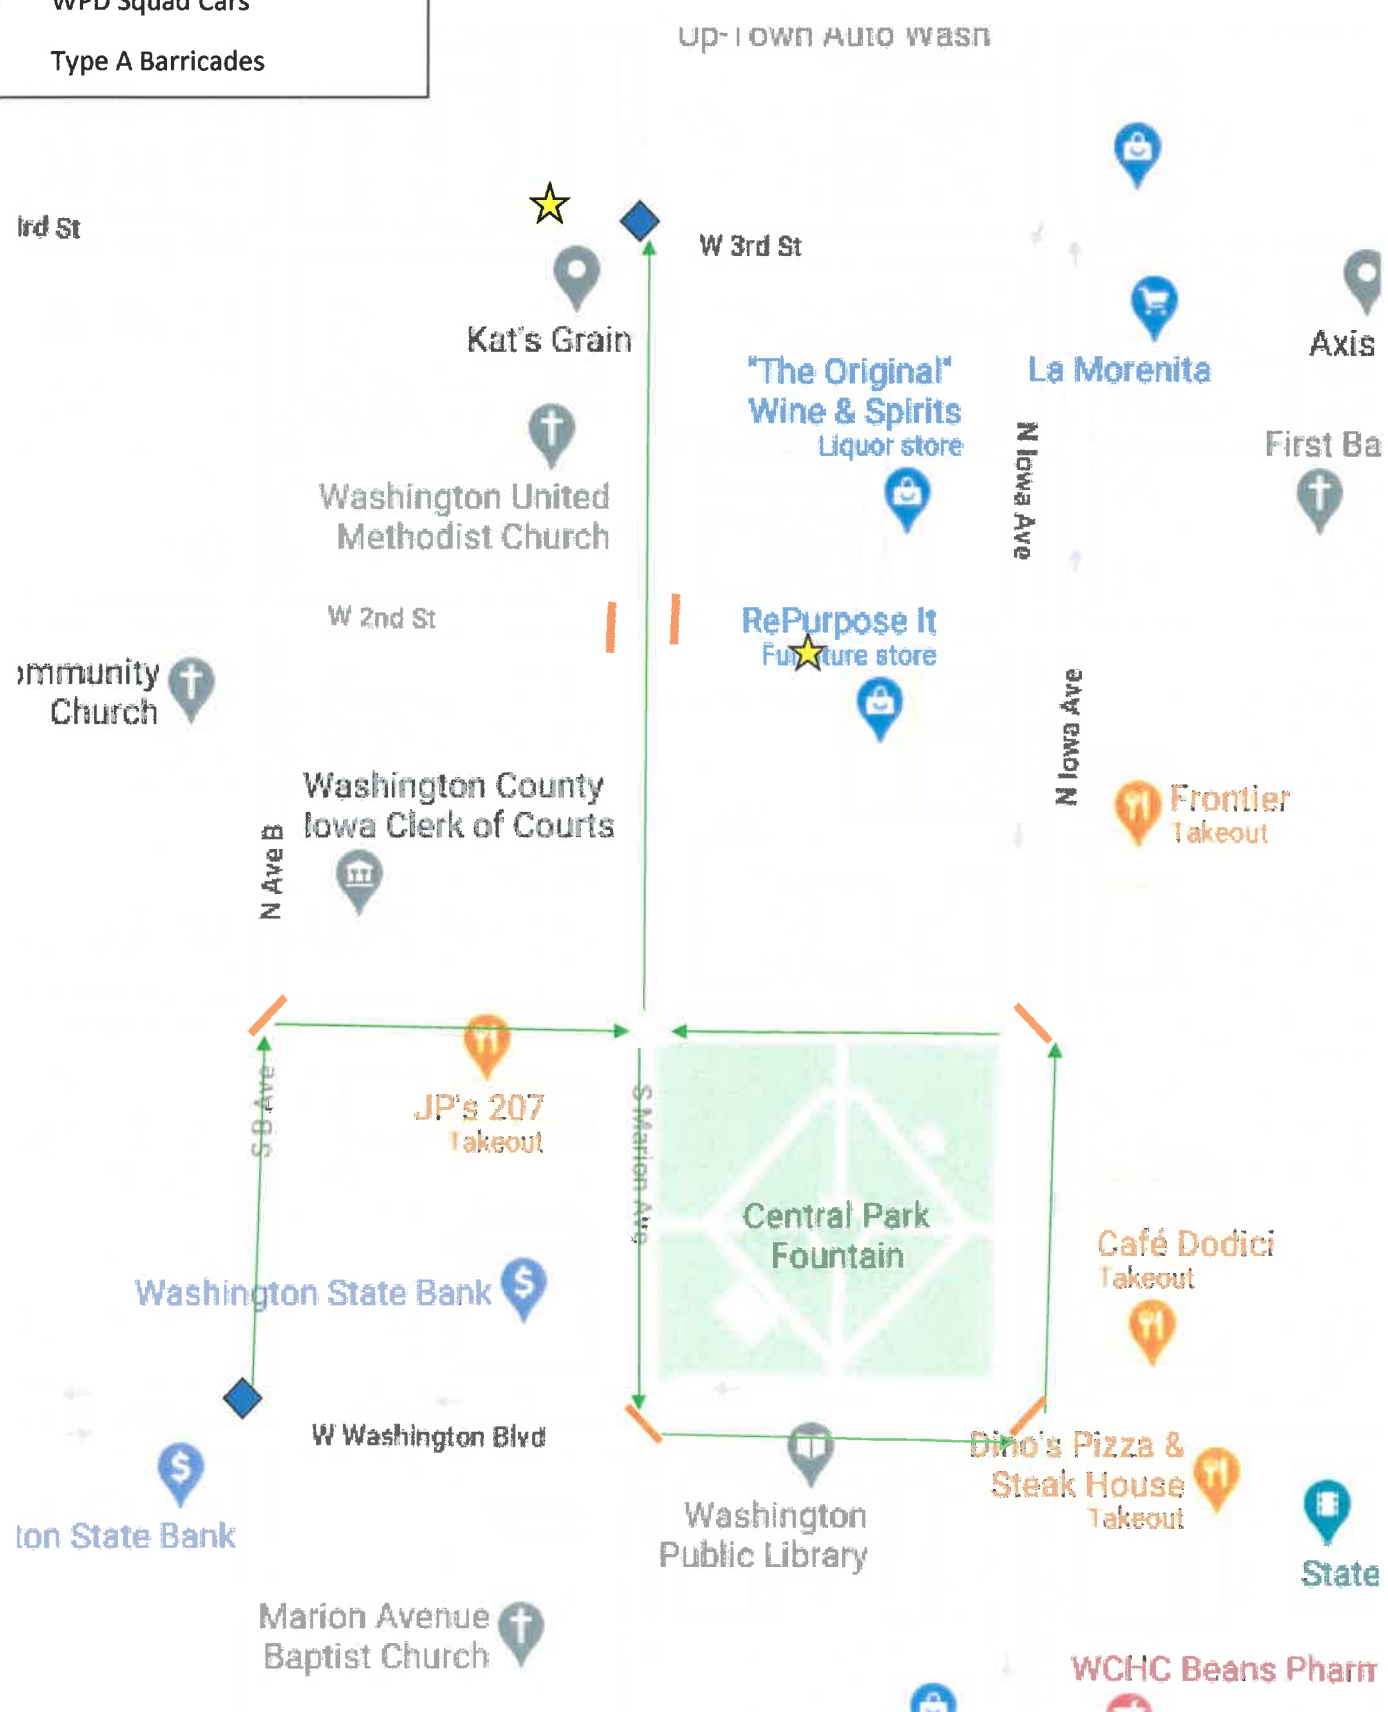 WPD Squad Cars
Type A Barricades
Up-Town Auto Wash
3rd St
W 3rd St
Kat's Grain
"The Original"
Wine & Spirits
Liquor store
La Morenita
Axis
N Iowa Ave
First Ba
Washington United
Methodist Church
W 2nd St
RePurpose It
Furniture store
ommunity
Church
N Iowa Ave
Washington County
Iowa Clerk of Courts
Frontier
Takeout
N Ave B
S B Ave
JP's 207
Takeout
S Marion Ave
Central Park
Fountain
Café Dodici
Takeout
Washington State Bank
W Washington Blvd
Dino's Pizza &
Steak House
Takeout
ton State Bank
Washington
Public Library
State
Marion Avenue
Baptist Church
WCHC Beans Pharm